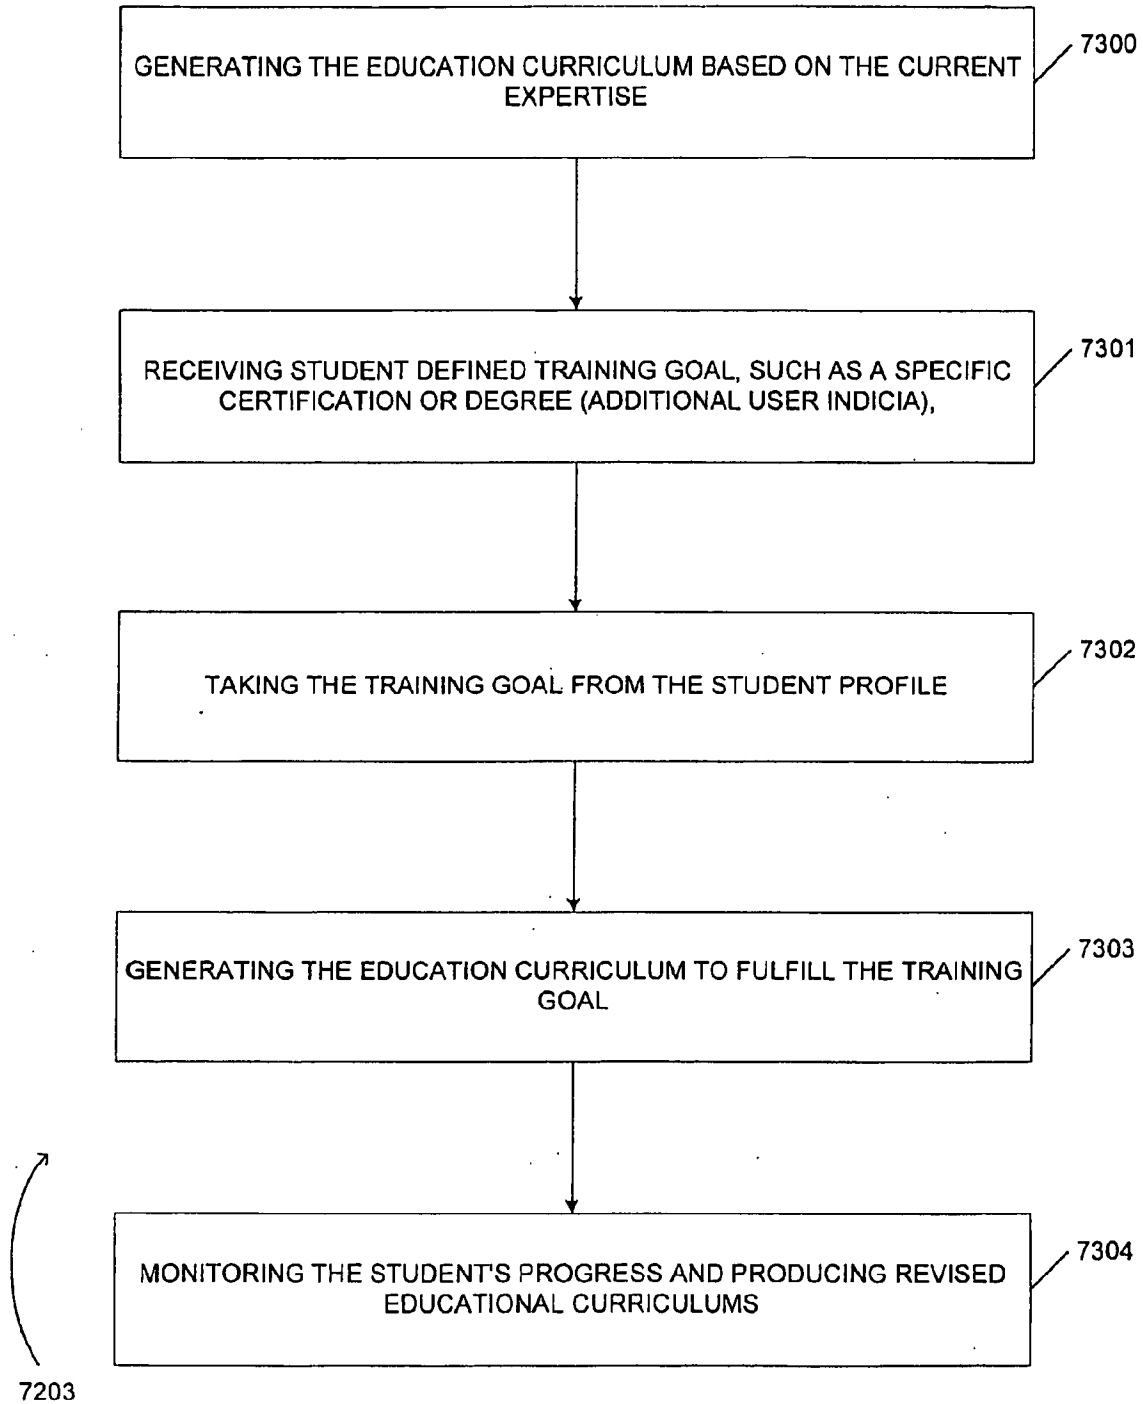 7300
GENERATING THE EDUCATION CURRICULUM BASED ON THE CURRENT
EXPERTISE
7301
RECEIVING STUDENT DEFINED TRAINING GOAL, SUCH AS A SPECIFIC
CERTIFICATION OR DEGREE (ADDITIONAL USER INDICIA),
7302
TAKING THE TRAINING GOAL FROM THE STUDENT PROFILE
7303
GENERATING THE EDUCATION CURRICULUM TO FULFILL THE TRAINING
GOAL
7304
MONITORING THE STUDENT'S PROGRESS AND PRODUCING REVISED
EDUCATIONAL CURRICULUMS
7203